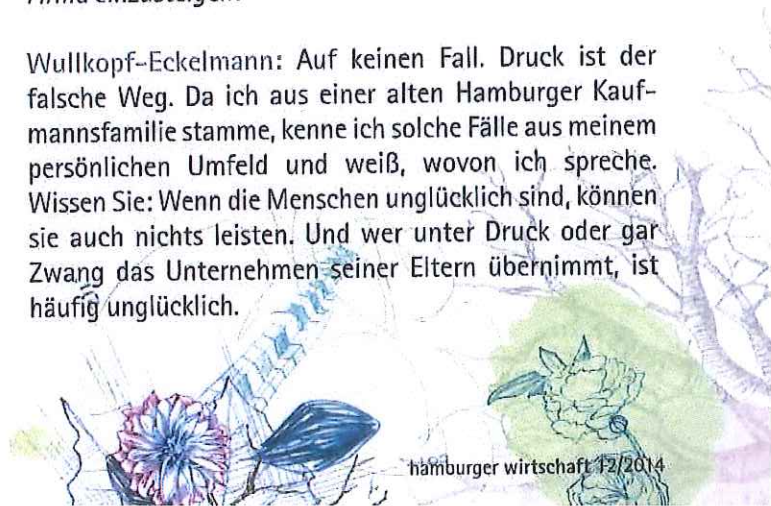 Firma einzusteigen?
Wullkopf-Eckelmann: Auf keinen Fall. Druck ist der
falsche Weg. Da ich aus einer alten Hamburger Kauf-
mannsfamilie stamme, kenne ich solche Fälle aus meinem
persönlichen Umfeld und weiß, wovon ich spreche.
Wissen Sie: Wenn die Menschen unglücklich sind, können
sie auch nichts leisten. Und wer unter Druck oder gar
Zwang das Unternehmen seiner Eltern übernimmt, ist
häufig unglücklich.
hamburger wirtschaft 12/2014